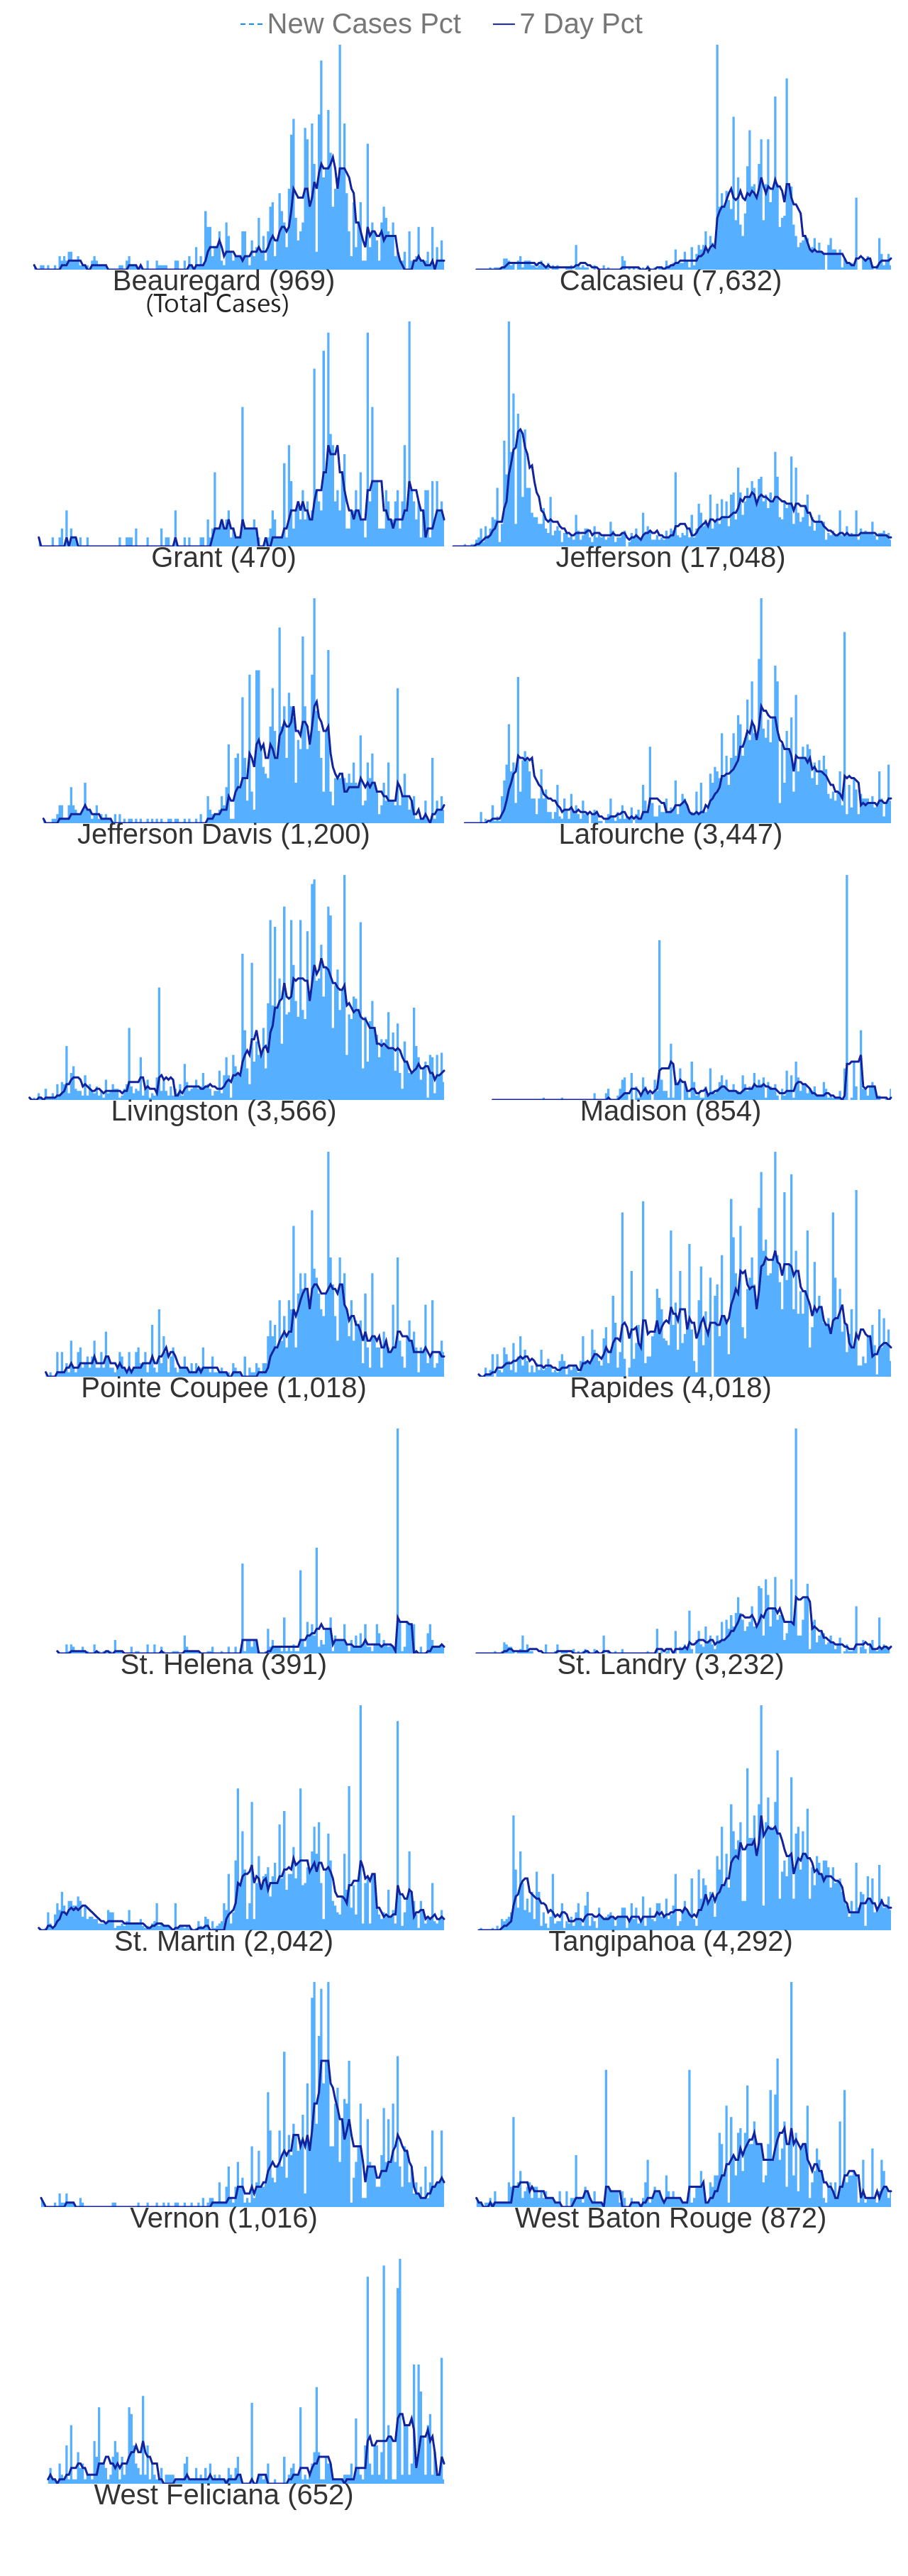 New Cases Pct 7 Day Pct
Beauregard (969) Calcasieu (7,632)
(Total Cases)
Grant (470) Jefferson (17,048)
Jefferson Davis (1,200) Lafourche (3,447)
Livingston (3,566) Madison (854)
Pointe Coupee (1,018) Rapides (4,018)
St. Helena (391) St. Landry (3,232)
St. Martin (2,042) Tangipahoa (4,292)
Vernon (1,016) West Baton Rouge (872)
West Feliciana (652)